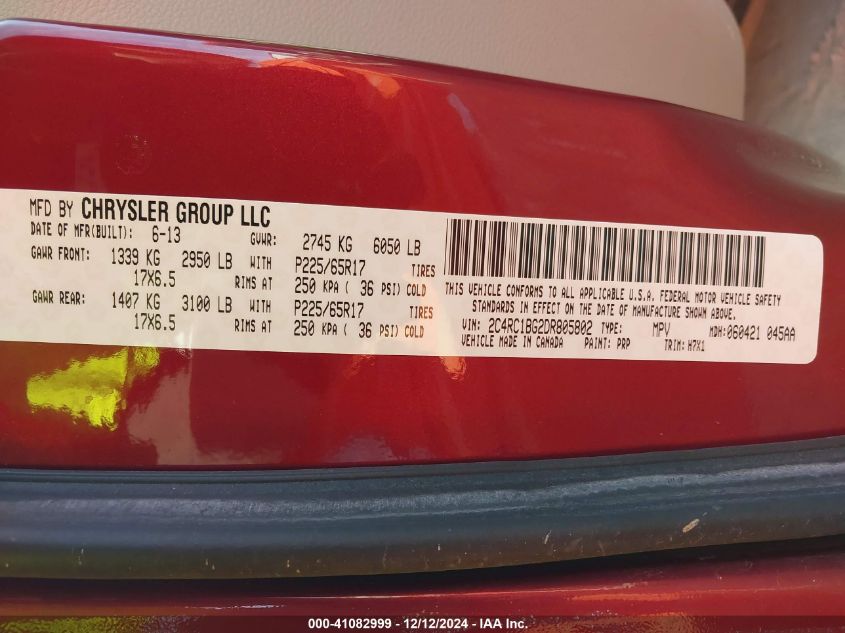 MFD BY CHRYSLER GROUP LLC
DATE OF MFR(BUILT): 6-13 GVWR: 2745 KG 6050 LB
GAWR FRONT: 1339 KG 2950 LB WITH P225/65R17 TIRES
17X6.5 RIMS AT 250 KPA ( 36 PSI) COLD
GAWR REAR: 1407 KG 3100 LB WITH P225/65R17 TIRES
17X6.5 RIMS AT 250 KPA ( 36 PSI) COLD
THIS VEHICLE CONFORMS TO ALL APPLICABLE U.S.A. FEDERAL MOTOR VEHICLE SAFETY
STANDARDS IN EFFECT ON THE DATE OF MANUFACTURE SHOWN ABOVE.
VIN: 2C4RC1BG2DR805802 TYPE: MPV MDH:060421 045AA
VEHICLE MADE IN CANADA PAINT: PRP TRIM: H7X1
000-41082999 - 12/12/2024 - IAA Inc.